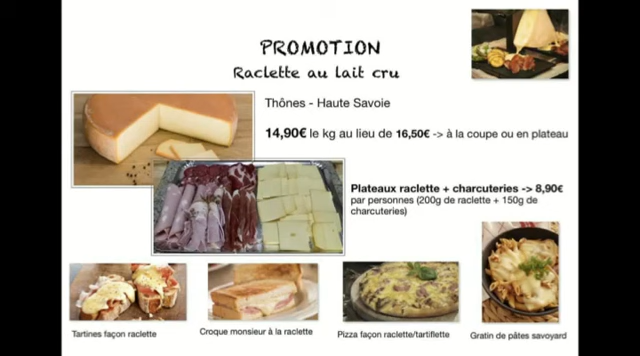 PROMOTION
Raclette au lait cru
Thônes - Haute Savoie
14,90€ le kg au lieu de 16,50€ -> à la coupe ou en plateau
Plateaux raclette + charcuteries -> 8,90€
par personnes (200g de raclette + 150g de
charcuteries)
Tartines façon raclette
Croque monsieur à la raclette
Pizza façon raclette/tartiflette
Gratin de pâtes savoyard